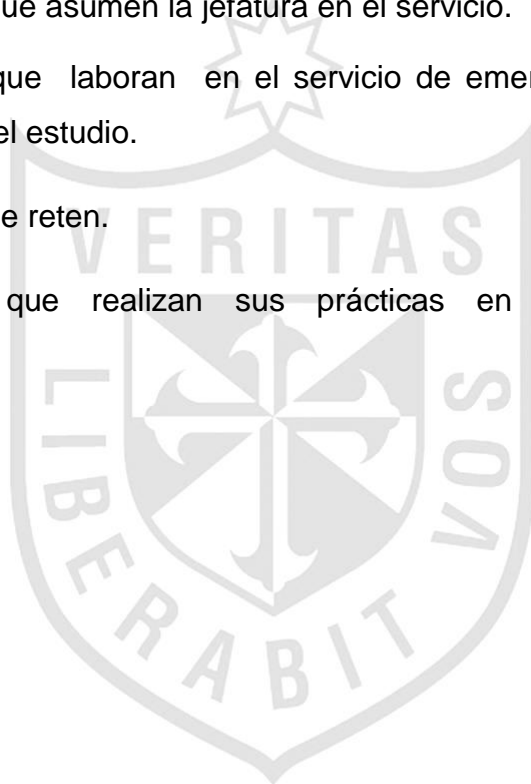 que asumen la jefatura en el servicio.
que laboran en el servicio de emer
el estudio.
e reten.
que realizan sus prácticas en
VERITAS
LIBERABIT
VOS